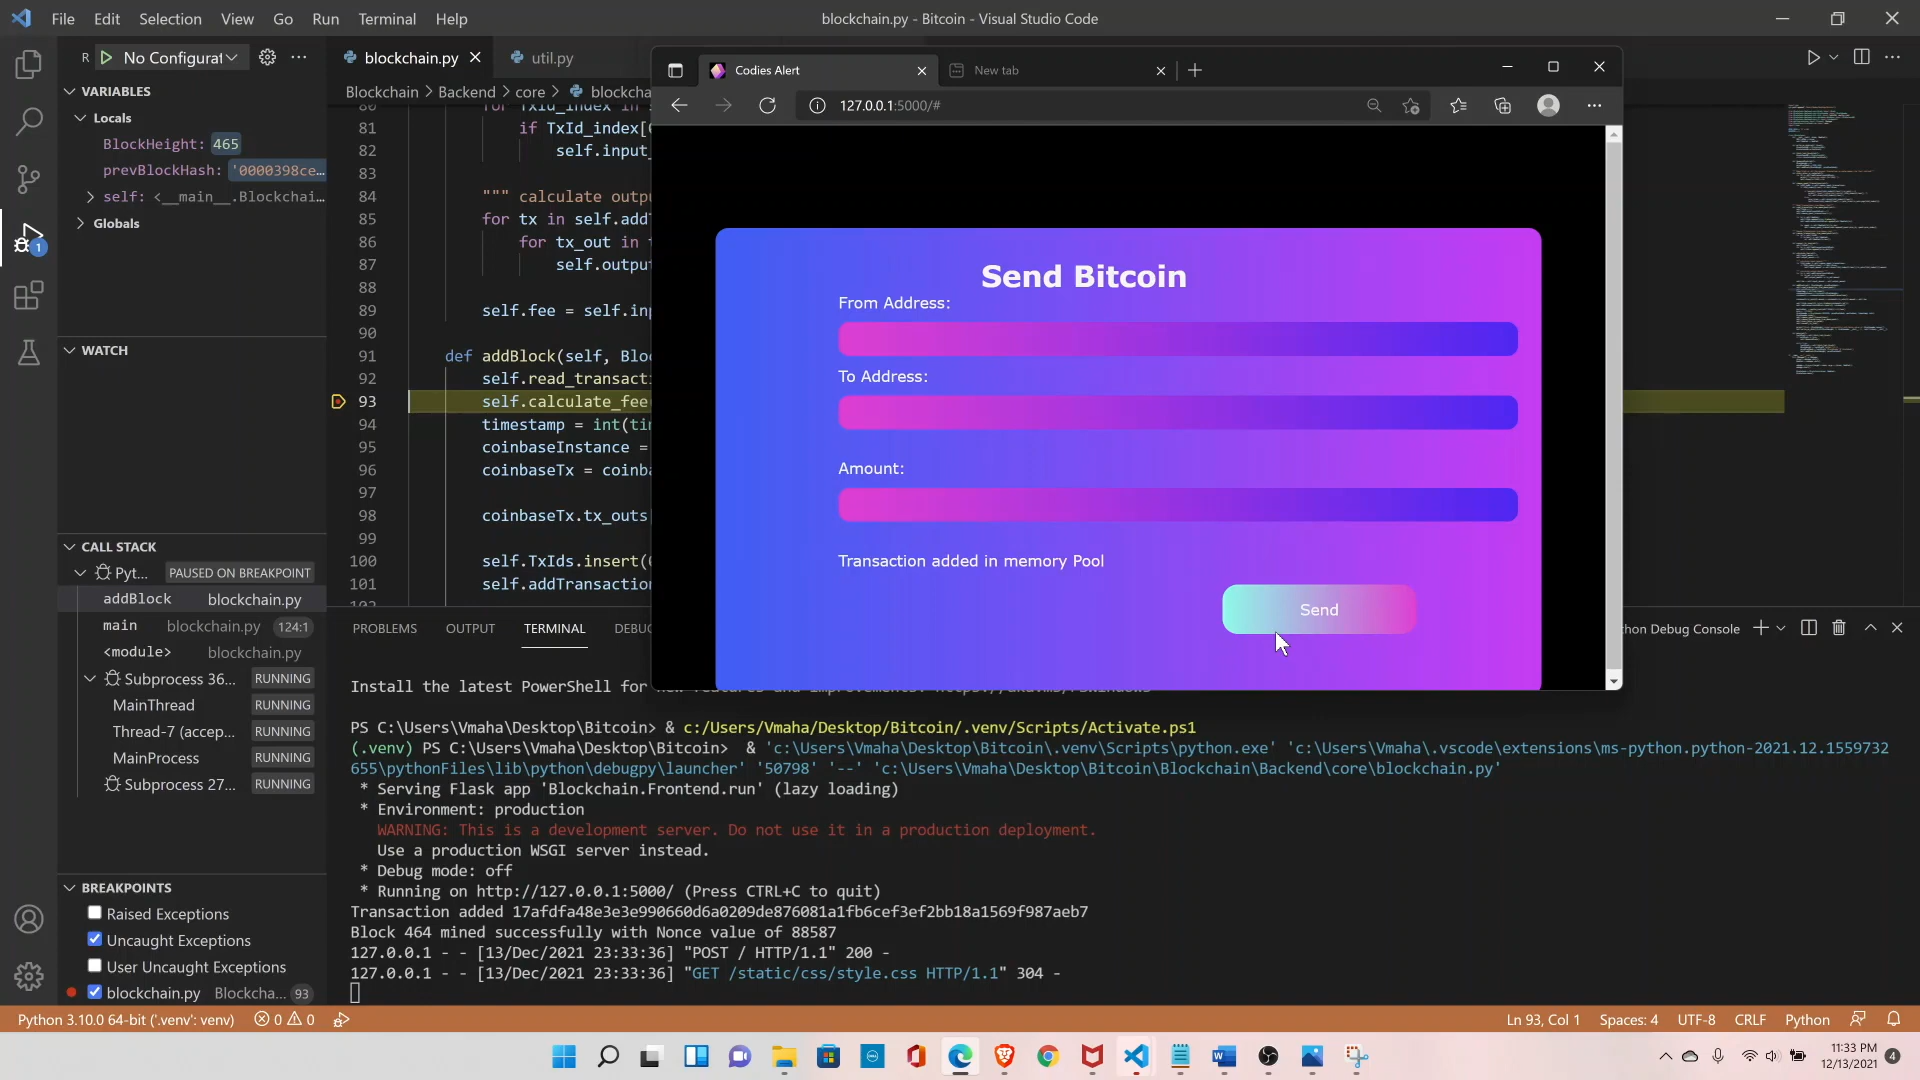 File Edit Selection View Go Run Terminal Help
blockchain.py - Bitcoin - Visual Studio Code
R No Configurat
blockchain.py
util.py
Blockchain > Backend > core > blockcha
VARIABLES
Locals
BlockHeight: 465
prevBlockHash: '0000398ce…
self: <__main__.Blockchai…
Globals
WATCH
CALL STACK
Pyt... PAUSED ON BREAKPOINT
addBlock blockchain.py
main blockchain.py 124:1
<module> blockchain.py
Subprocess 36... RUNNING
MainThread RUNNING
Thread-7 (accep... RUNNING
MainProcess RUNNING
Subprocess 27... RUNNING
BREAKPOINTS
Raised Exceptions
Uncaught Exceptions
User Uncaught Exceptions
blockchain.py Blockcha... 93
81 if TxId_index[
82 self.input_
83
84 """ calculate outpu
85 for tx in self.add
86 for tx_out in
87 self.output
88
89 self.fee = self.inp
90
91 def addBlock(self, Blo
92 self.read_transacti
93 self.calculate_fee
94 timestamp = int(ti
95 coinbaseInstance =
96 coinbaseTx = coinba
97
98 coinbaseTx.tx_outs
99
100 self.TxIds.insert(
101 self.addTransaction
Codies Alert
New tab
127.0.0.1:5000/#
Send Bitcoin
From Address:
To Address:
Amount:
Transaction added in memory Pool
Send
PROBLEMS OUTPUT TERMINAL DEBU
hon Debug Console
Install the latest PowerShell for new features and improvements!
PS C:\Users\Vmaha\Desktop\Bitcoin> & c:/Users/Vmaha/Desktop/Bitcoin/.venv/Scripts/Activate.ps1
(.venv) PS C:\Users\Vmaha\Desktop\Bitcoin> & 'c:\Users\Vmaha\Desktop\Bitcoin\.venv\Scripts\python.exe' 'c:\Users\Vmaha\.vscode\extensions\ms-python.python-2021.12.1559732
655\pythonFiles\lib\python\debugpy\launcher' '50798' '--' 'c:\Users\Vmaha\Desktop\Bitcoin\Blockchain\Backend\core\blockchain.py'
* Serving Flask app 'Blockchain.Frontend.run' (lazy loading)
* Environment: production
WARNING: This is a development server. Do not use it in a production deployment.
Use a production WSGI server instead.
* Debug mode: off
* Running on http://127.0.0.1:5000/ (Press CTRL+C to quit)
Transaction added 17afdfa48e3e3e990660d6a0209de876081a1fb6cef3ef2bb18a1569f987aeb7
Block 464 mined successfully with Nonce value of 88587
127.0.0.1 - - [13/Dec/2021 23:33:36] "POST / HTTP/1.1" 200 -
127.0.0.1 - - [13/Dec/2021 23:33:36] "GET /static/css/style.css HTTP/1.1" 304 -
Python 3.10.0 64-bit ('.venv': venv) 0 0
Ln 93, Col 1 Spaces: 4 UTF-8 CRLF Python
11:33 PM
12/13/2021
4